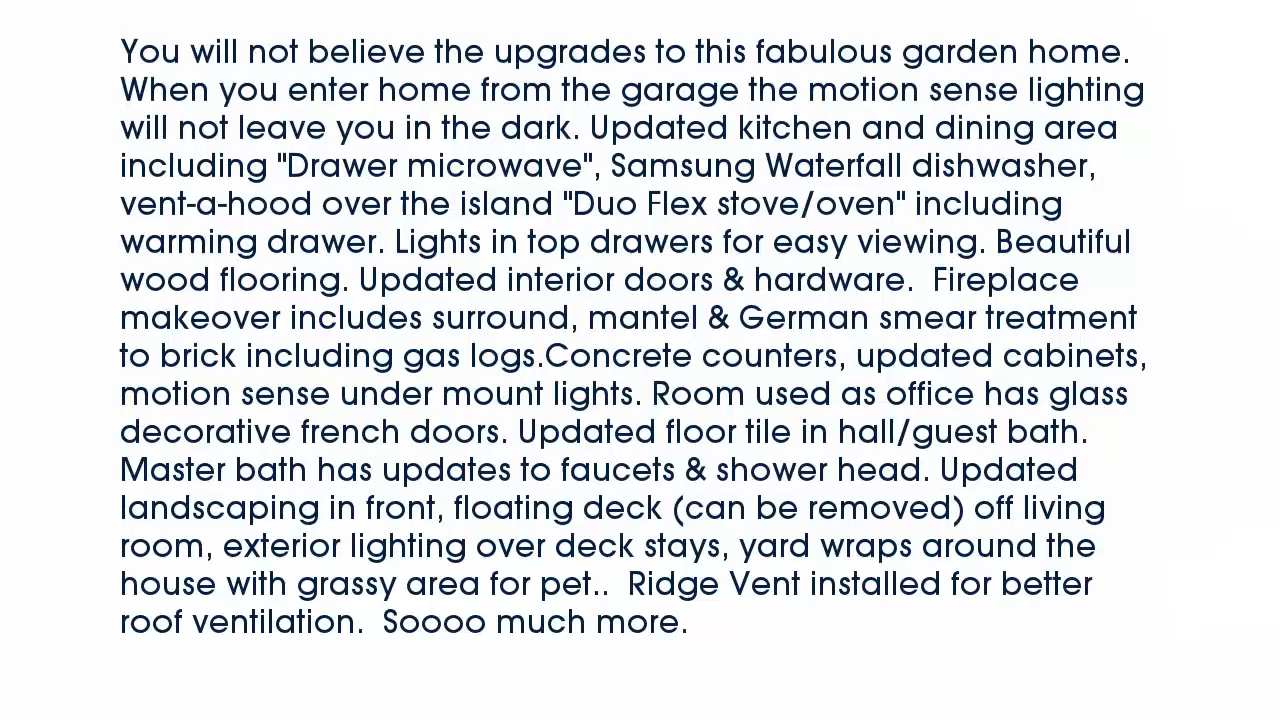 You will not believe the upgrades to this fabulous garden home.
When you enter home from the garage the motion sense lighting
will not leave you in the dark. Updated kitchen and dining area
including "Drawer microwave", Samsung Waterfall dishwasher,
vent-a-hood over the island "Duo Flex stove/oven" including
warming drawer. Lights in top drawers for easy viewing. Beautiful
wood flooring. Updated interior doors & hardware.  Fireplace
makeover includes surround, mantel & German smear treatment
to brick including gas logs.Concrete counters, updated cabinets,
motion sense under mount lights. Room used as office has glass
decorative french doors. Updated floor tile in hall/guest bath.
Master bath has updates to faucets & shower head. Updated
landscaping in front, floating deck (can be removed) off living
room, exterior lighting over deck stays, yard wraps around the
house with grassy area for pet..  Ridge Vent installed for better
roof ventilation.  Soooo much more.